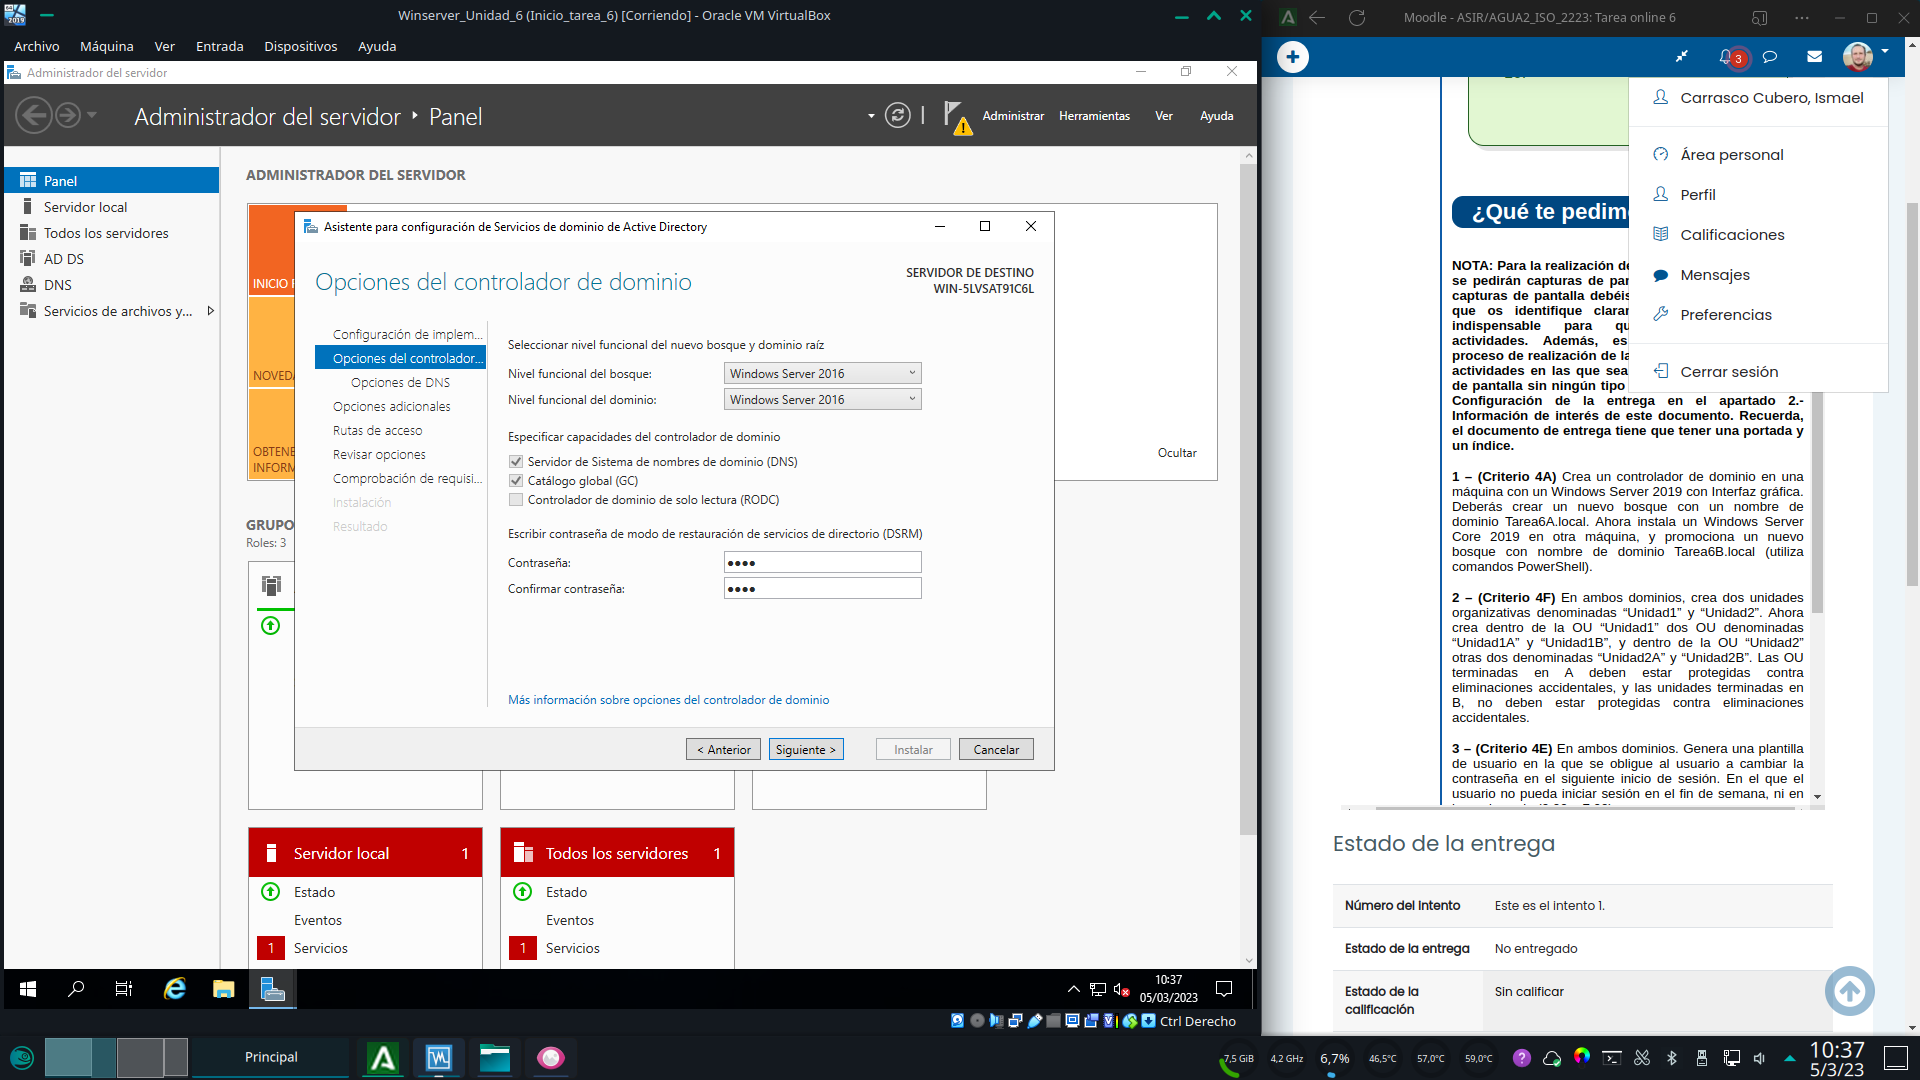 Winserver_Unidad_6 (Inicio_tarea_6) [Corriendo] - Oracle VM VirtualBox
Archivo Máquina Ver Entrada Dispositivos Ayuda
Administrador del servidor
Administrador del servidor ‣ Panel
Administrar Herramientas Ver Ayuda
Panel
Servidor local
Todos los servidores
AD DS
DNS
Servicios de archivos y...
ADMINISTRADOR DEL SERVIDOR
INICIO R
NOVEDA
OBTENE
INFORM
Ocultar
GRUPO
Roles: 3
Asistente para configuración de Servicios de dominio de Active Directory
Opciones del controlador de dominio
SERVIDOR DE DESTINO
WIN-5LVSAT91C6L
Configuración de implem...
Opciones del controlador...
Opciones de DNS
Opciones adicionales
Rutas de acceso
Revisar opciones
Comprobación de requisi...
Instalación
Resultado
Seleccionar nivel funcional del nuevo bosque y dominio raíz
Nivel funcional del bosque: Windows Server 2016
Nivel funcional del dominio: Windows Server 2016
Especificar capacidades del controlador de dominio
Servidor de Sistema de nombres de dominio (DNS)
Catálogo global (GC)
Controlador de dominio de solo lectura (RODC)
Escribir contraseña de modo de restauración de servicios de directorio (DSRM)
Contraseña: ●●●●
Confirmar contraseña: ●●●●
Más información sobre opciones del controlador de dominio
< Anterior Siguiente > Instalar Cancelar
Servidor local 1
Estado
Eventos
1 Servicios
Todos los servidores 1
Estado
Eventos
1 Servicios
10:37
05/03/2023
Ctrl Derecho
Moodle - ASIR/AGUA2_ISO_2223: Tarea online 6
3
Carrasco Cubero, Ismael
Área personal
Perfil
Calificaciones
Mensajes
Preferencias
Cerrar sesión
¿Qué te pedimo
NOTA: Para la realización de
se pedirán capturas de pan
capturas de pantalla debéis
que os identifique claran
indispensable para qu
actividades. Además, es
proceso de realización de la
actividades en las que sea
de pantalla sin ningún tipo
Configuración de la entrega en el apartado 2.-
Información de interés de este documento. Recuerda,
el documento de entrega tiene que tener una portada y
un índice.
1 – (Criterio 4A) Crea un controlador de dominio en una
máquina con un Windows Server 2019 con Interfaz gráfica.
Deberás crear un nuevo bosque con un nombre de
dominio Tarea6A.local. Ahora instala un Windows Server
Core 2019 en otra máquina, y promociona un nuevo
bosque con nombre de dominio Tarea6B.local (utiliza
comandos PowerShell).
2 – (Criterio 4F) En ambos dominios, crea dos unidades
organizativas denominadas “Unidad1” y “Unidad2”. Ahora
crea dentro de la OU “Unidad1” dos OU denominadas
“Unidad1A” y “Unidad1B”, y dentro de la OU “Unidad2”
otras dos denominadas “Unidad2A” y “Unidad2B”. Las OU
terminadas en A deben estar protegidas contra
eliminaciones accidentales, y las unidades terminadas en
B, no deben estar protegidas contra eliminaciones
accidentales.
3 – (Criterio 4E) En ambos dominios. Genera una plantilla
de usuario en la que se obligue al usuario a cambiar la
contraseña en el siguiente inicio de sesión. En el que el
usuario no pueda iniciar sesión en el fin de semana, ni en
Estado de la entrega
Número del Intento Este es el intento 1.
Estado de la entrega No entregado
Estado de la
calificación
Sin calificar
Principal
7,5 GiB 4,2 GHz 6,7% 46,5°C 57,0°C 59,0°C
10:37
5/3/23